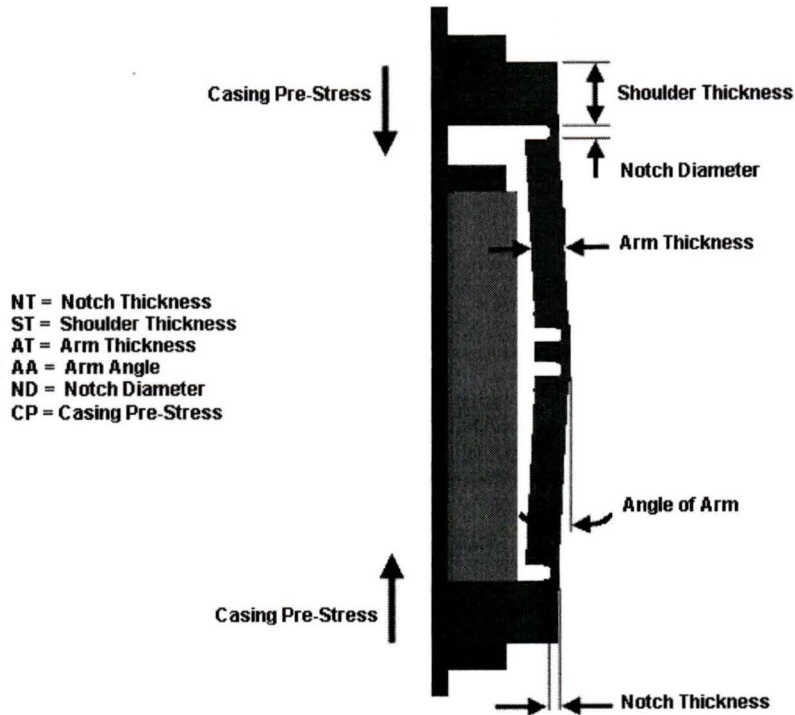 Casing Pre-Stress
Shoulder Thickness
Notch Diameter
Arm Thickness
NT = Notch Thickness
ST = Shoulder Thickness
AT = Arm Thickness
AA = Arm Angle
ND = Notch Diameter
CP = Casing Pre-Stress
Angle of Arm
Casing Pre-Stress
Notch Thickness